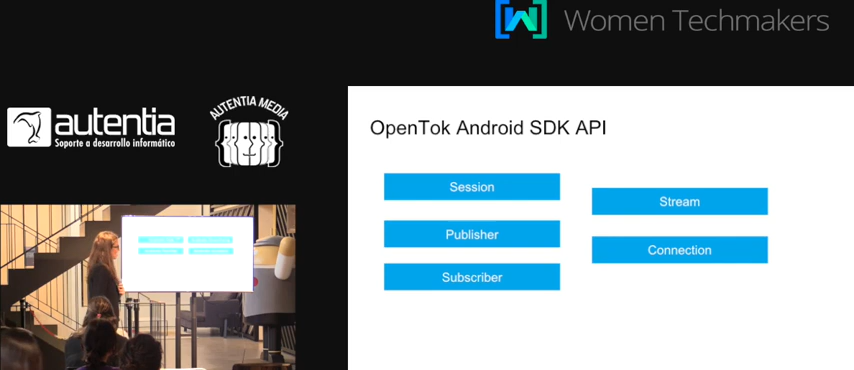 Women Techmakers
autentia
Soporte a desarrollo informático
AUTENTIA MEDIA
OpenTok Android SDK API
Session
Publisher
Subscriber
Stream
Connection